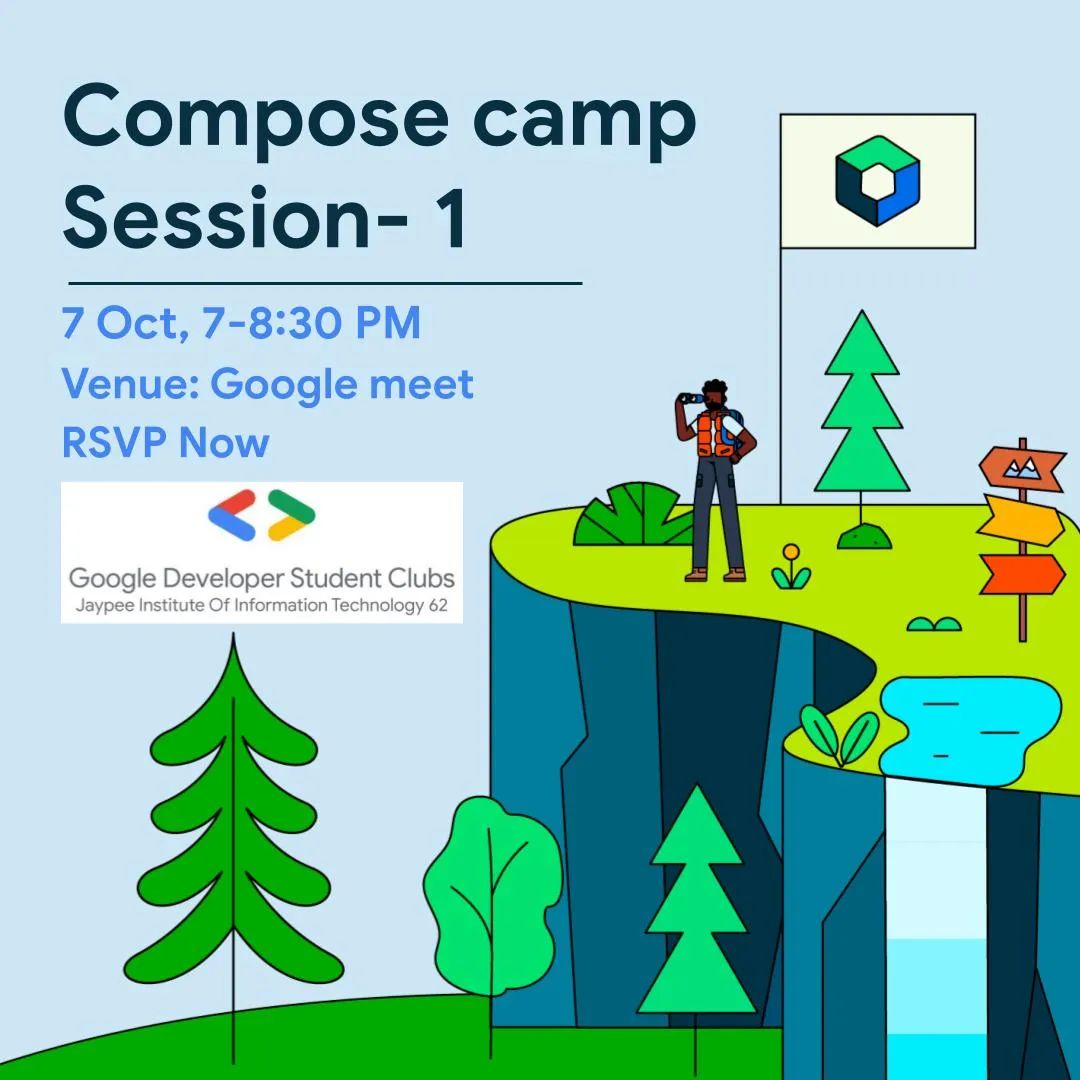 Compose camp
Session- 1
7 Oct, 7-8:30 PM
Venue: Google meet
RSVP Now
Google Developer Student Clubs
Jaypee Institute Of Information Technology 62